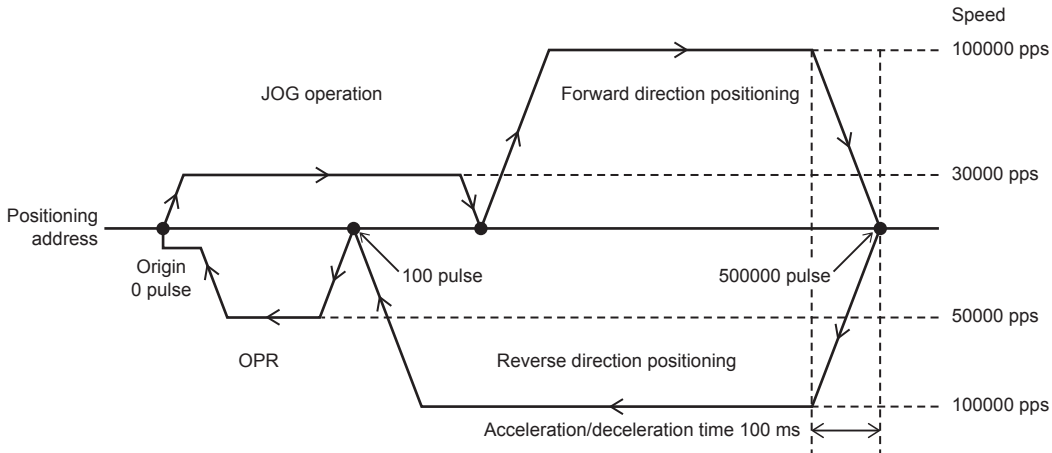 Speed
100000 pps
JOG operation
Forward direction positioning
30000 pps
Positioning
address
Origin
0 pulse
100 pulse
500000 pulse
50000 pps
OPR
Reverse direction positioning
100000 pps
Acceleration/deceleration time 100 ms